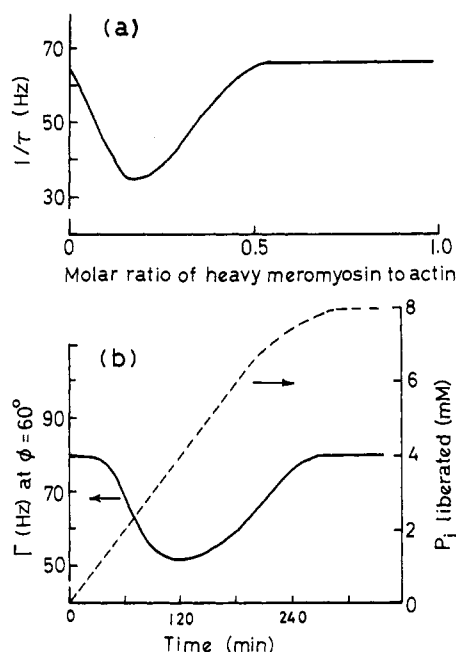 (a)
70
50
30
1/τ (Hz)
0 0.5 1.0
Molar ratio of heavy meromyosin to actin
(b)
90
70
50
Γ (Hz) at φ = 60°
8
6
4
2
0
Pi liberated (mM)
0 120 240
Time (min)